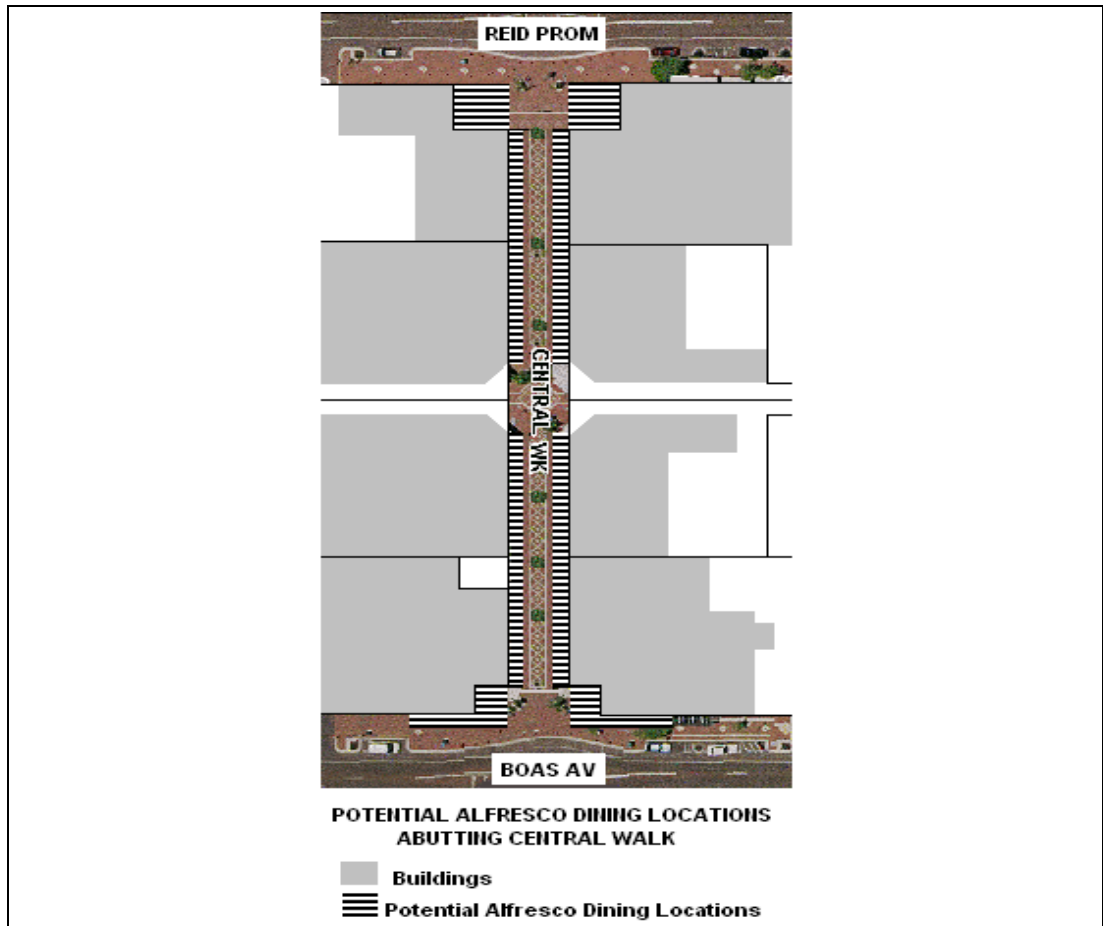 REID PROM
CENTRAL WK
BOAS AV
POTENTIAL ALFRESCO DINING LOCATIONS
ABUTTING CENTRAL WALK
Buildings
Potential Alfresco Dining Locations